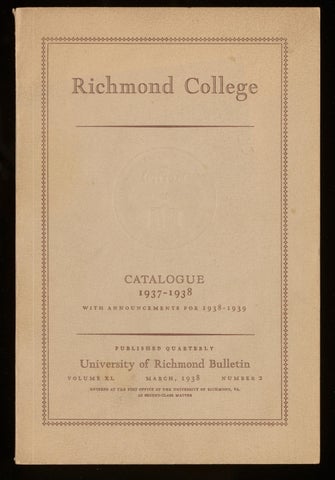 Richmond College
CATALOGUE
1937-1938
WITH ANNOUNCEMENTS FOR 1938-1939
PUBLISHED QUARTERLY
University of Richmond Bulletin
VOLUME XL MARCH, 1938 NUMBER 2
ENTERED AT THE POST OFFICE AT THE UNIVERSITY OF RICHMOND, VA.
AS SECOND-CLASS MATTER